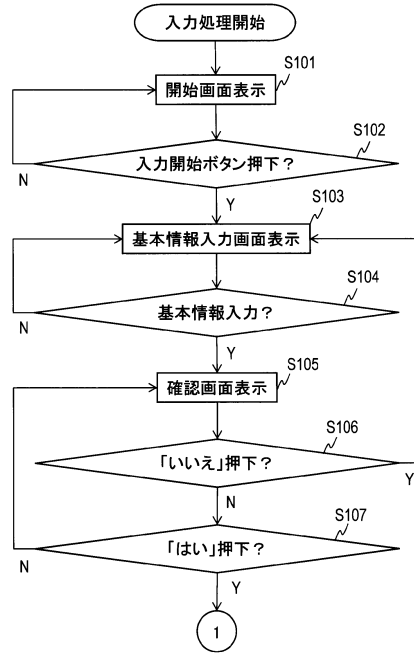 入力処理開始
S101
開始画面表示
S102
入力開始ボタン押下？
N
Y
S103
基本情報入力画面表示
S104
基本情報入力？
N
Y
S105
確認画面表示
S106
「いいえ」押下？
Y
N
S107
「はい」押下？
N
Y
1